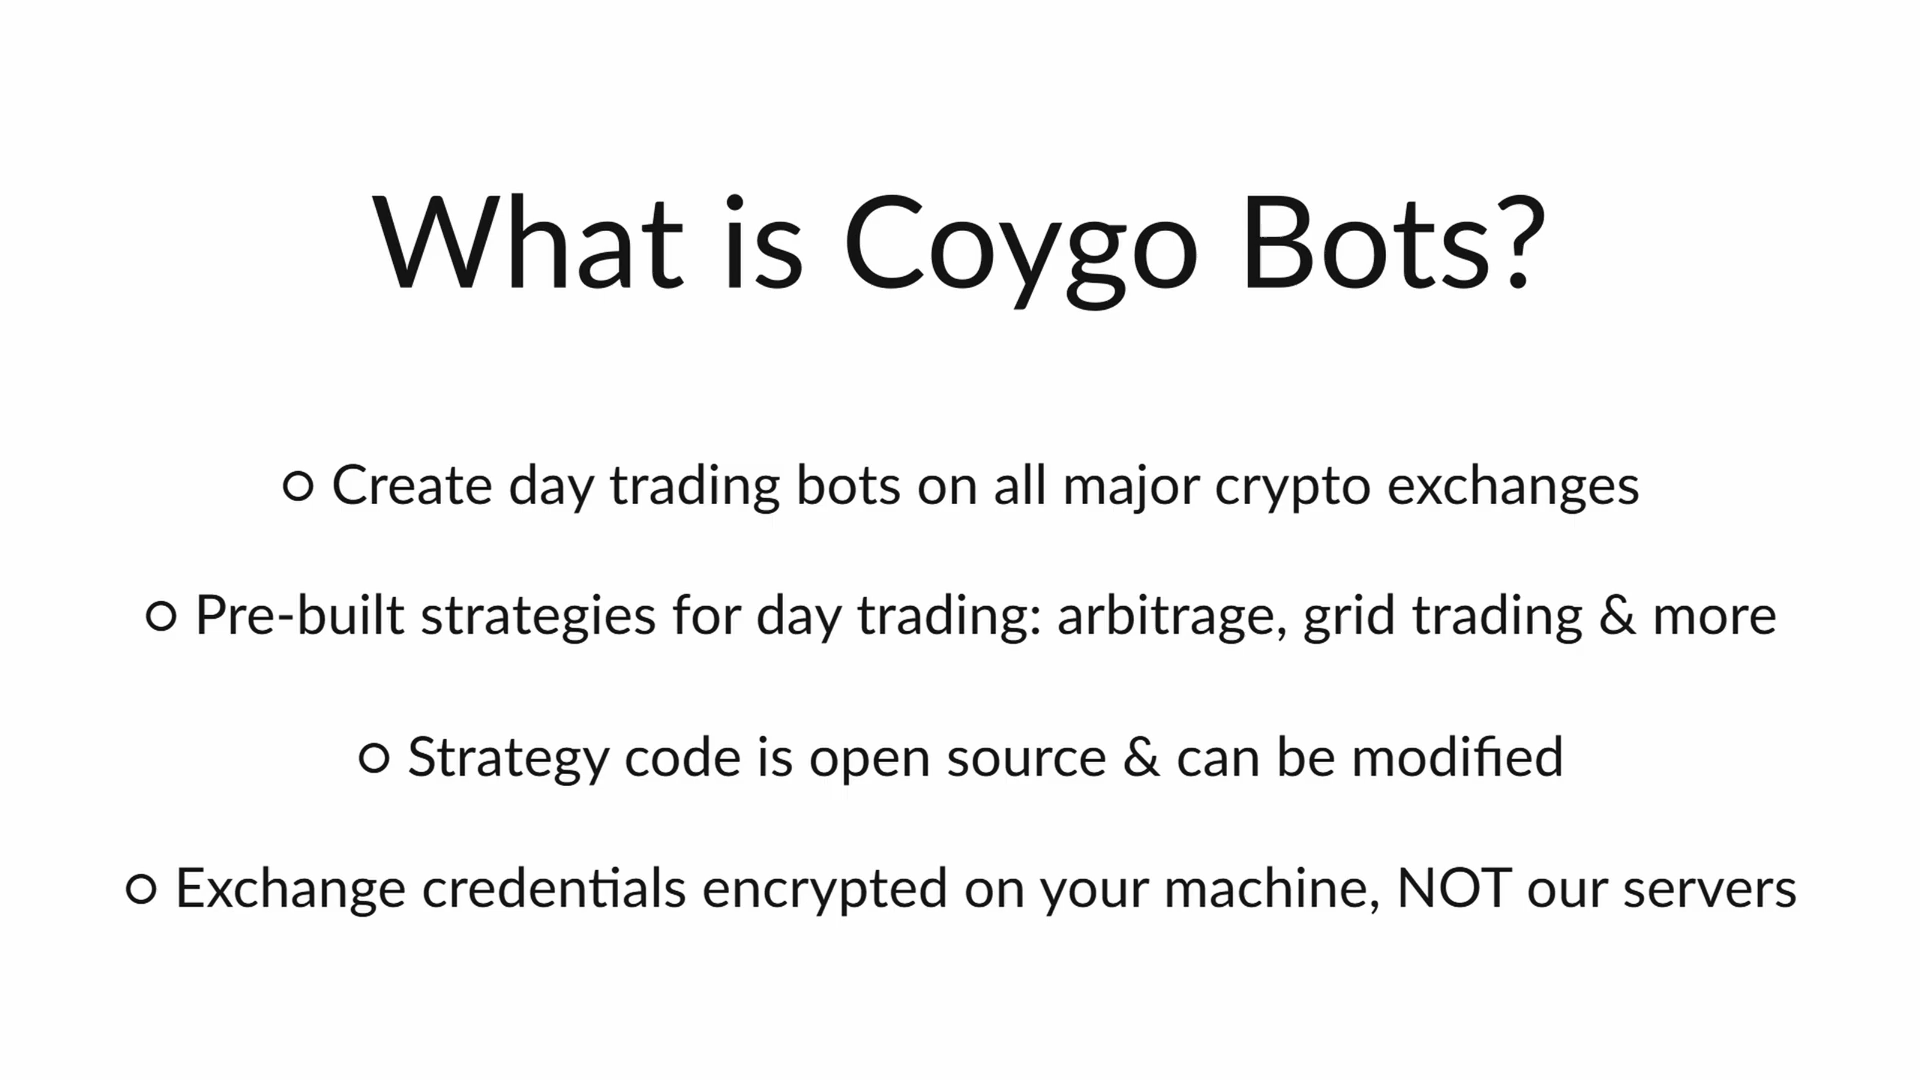 What is Coygo Bots?
○ Create day trading bots on all major crypto exchanges
○ Pre-built strategies for day trading: arbitrage, grid trading & more
○ Strategy code is open source & can be modified
○ Exchange credentials encrypted on your machine, NOT our servers